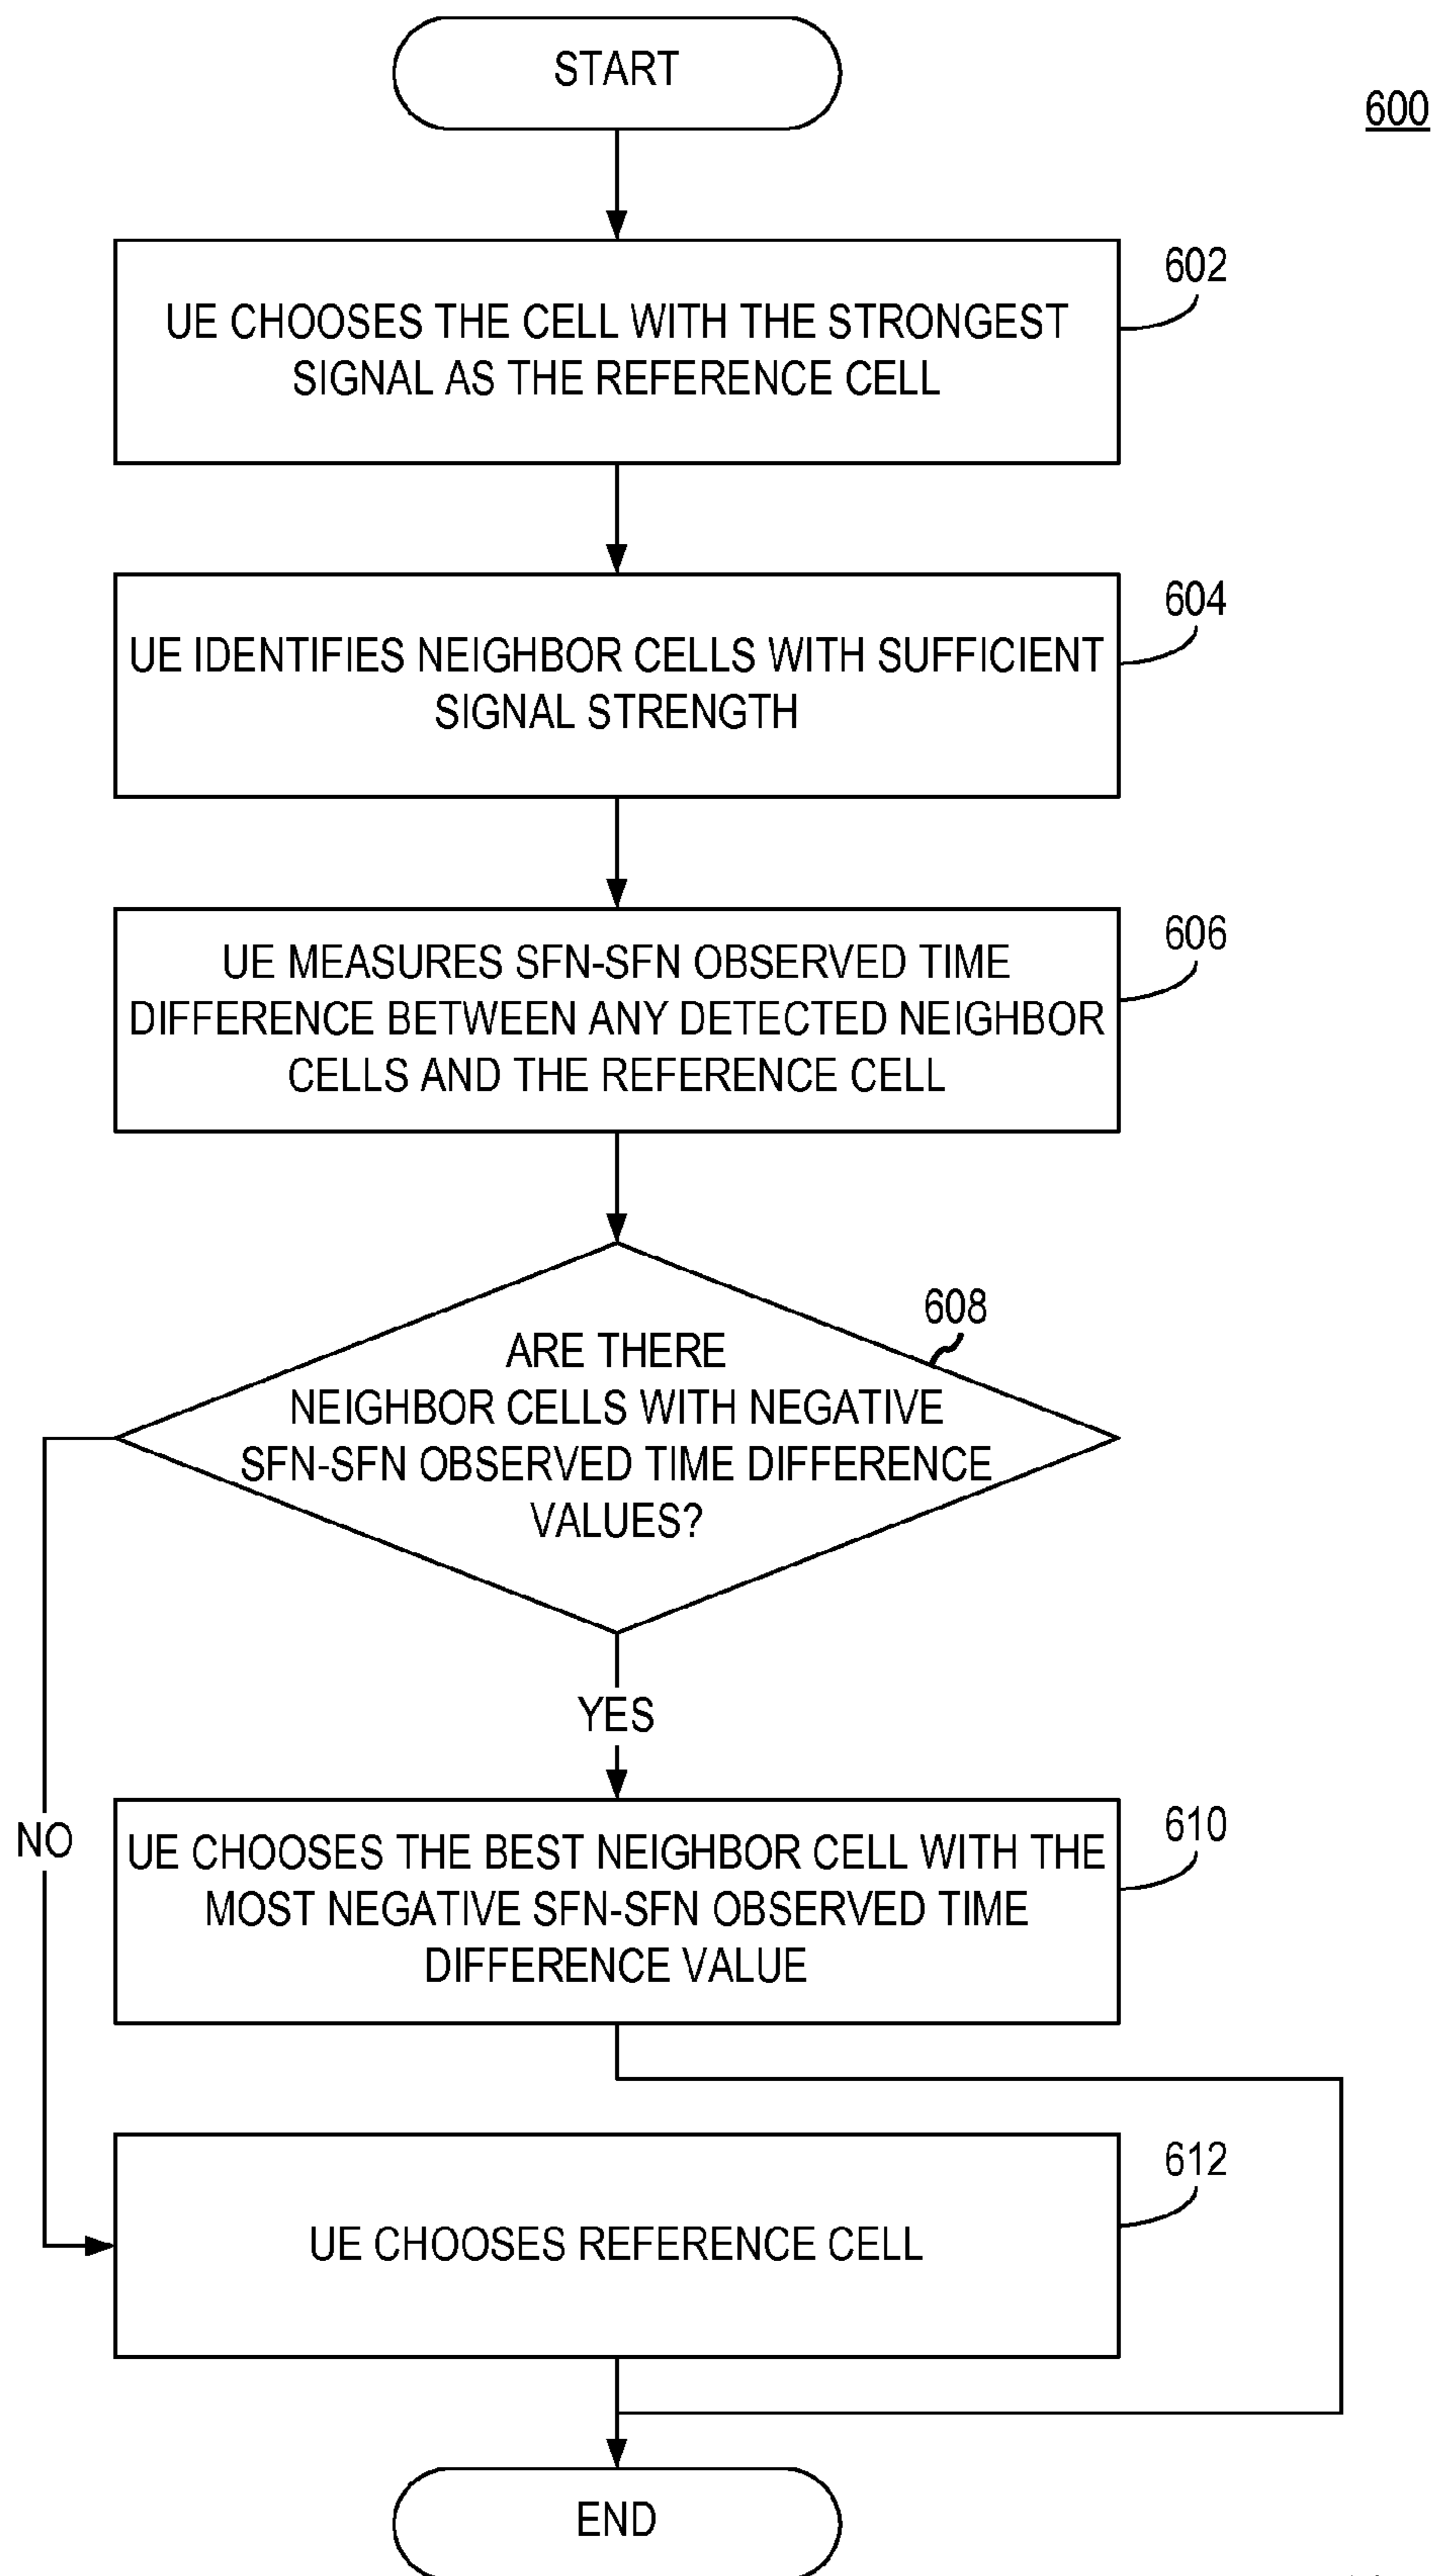 START
600
UE CHOOSES THE CELL WITH THE STRONGEST
SIGNAL AS THE REFERENCE CELL
602
UE IDENTIFIES NEIGHBOR CELLS WITH SUFFICIENT
SIGNAL STRENGTH
604
UE MEASURES SFN-SFN OBSERVED TIME
DIFFERENCE BETWEEN ANY DETECTED NEIGHBOR
CELLS AND THE REFERENCE CELL
606
ARE THERE
NEIGHBOR CELLS WITH NEGATIVE
SFN-SFN OBSERVED TIME DIFFERENCE
VALUES?
608
YES
NO
UE CHOOSES THE BEST NEIGHBOR CELL WITH THE
MOST NEGATIVE SFN-SFN OBSERVED TIME
DIFFERENCE VALUE
610
UE CHOOSES REFERENCE CELL
612
END